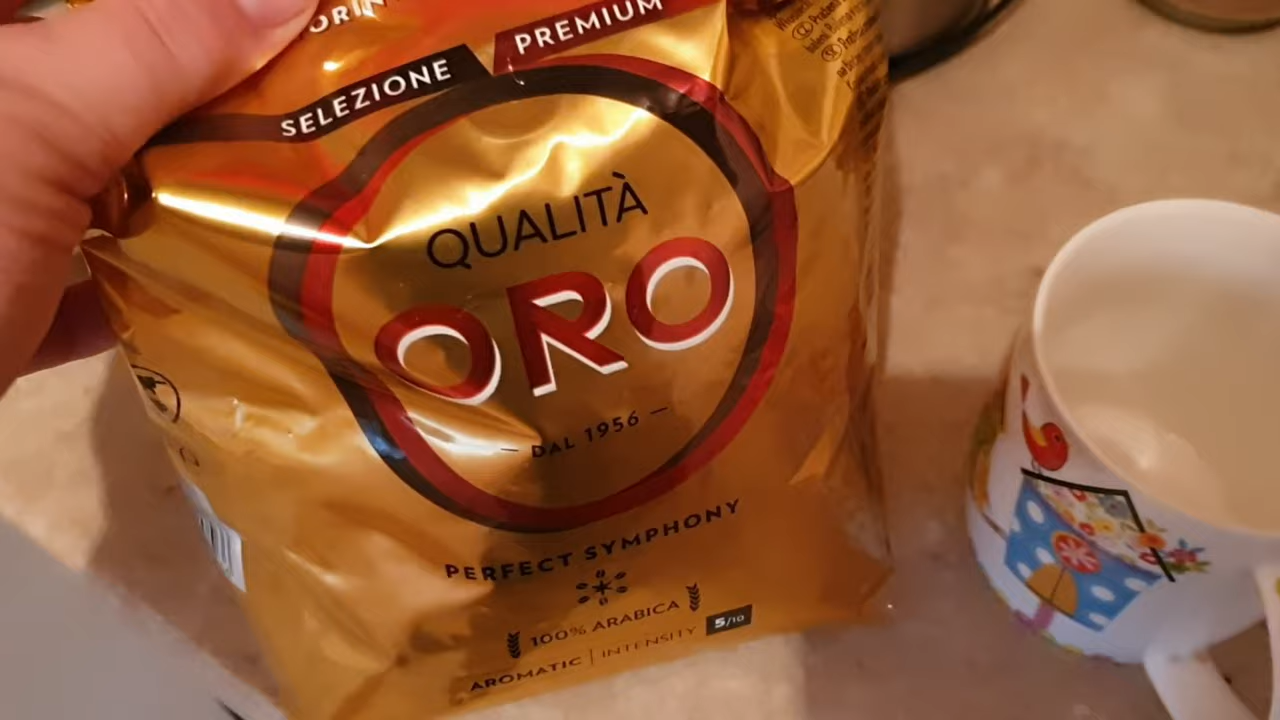 SELEZIONE PREMIUM
QUALITÀ
ORO
— DAL 1956 —
PERFECT SYMPHONY
100% ARABICA
AROMATIC | INTENSITY 5/10